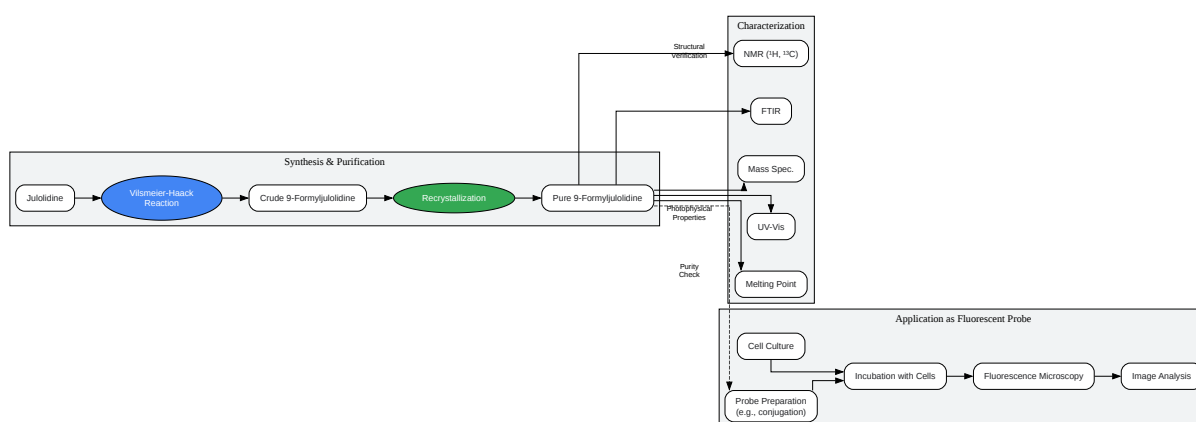 Characterization
Structural
Verification
NMR (¹H, ¹³C)
FTIR
Synthesis & Purification
Julolidine
Vilsmeier-Haack
Reaction
Crude 9-Formyljulolidine
Recrystallization
Pure 9-Formyljulolidine
Mass Spec.
Photophysical
Properties
UV-Vis
Purity
Check
Melting Point
Application as Fluorescent Probe
Cell Culture
Incubation with Cells
Fluorescence Microscopy
Image Analysis
Probe Preparation
(e.g., conjugation)